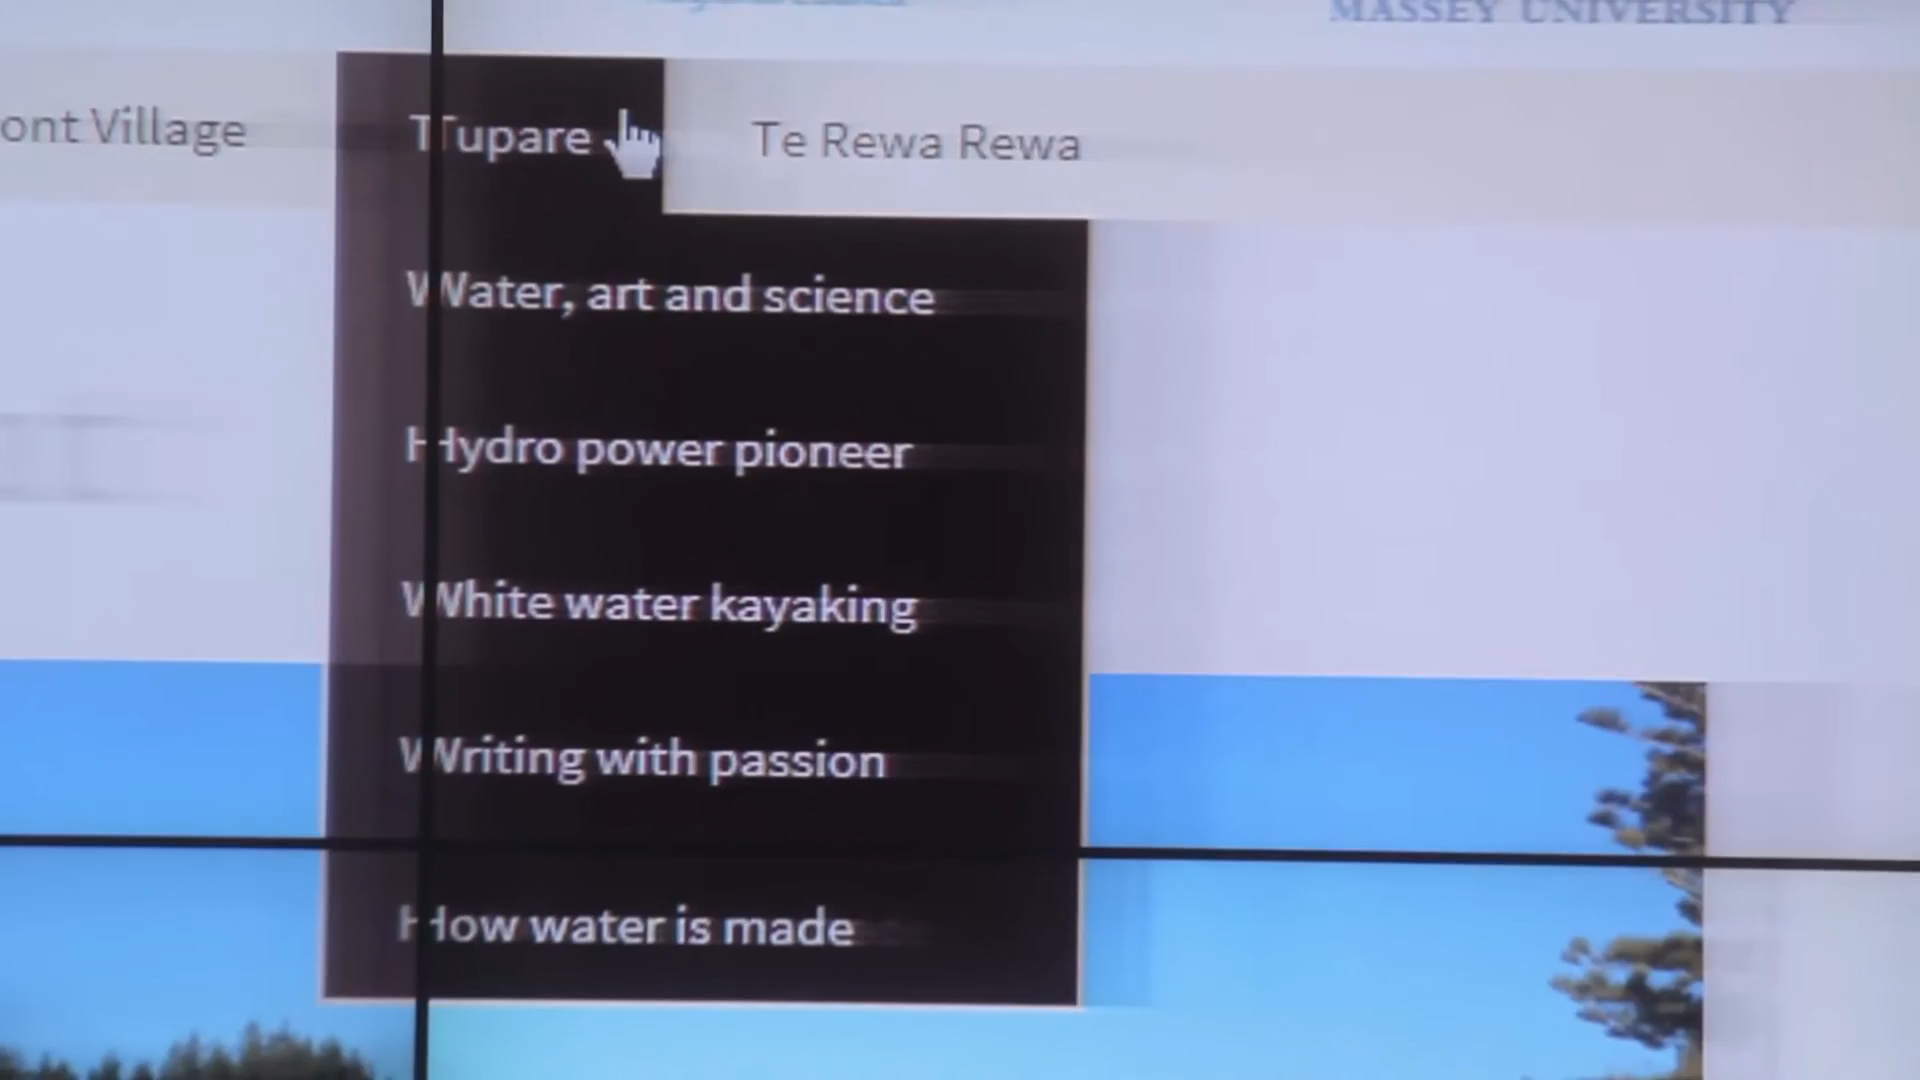 MASSEY UNIVERSITY
ont Village
Tupare
Te Rewa Rewa
Water, art and science
Hydro power pioneer
White water kayaking
Writing with passion
How water is made